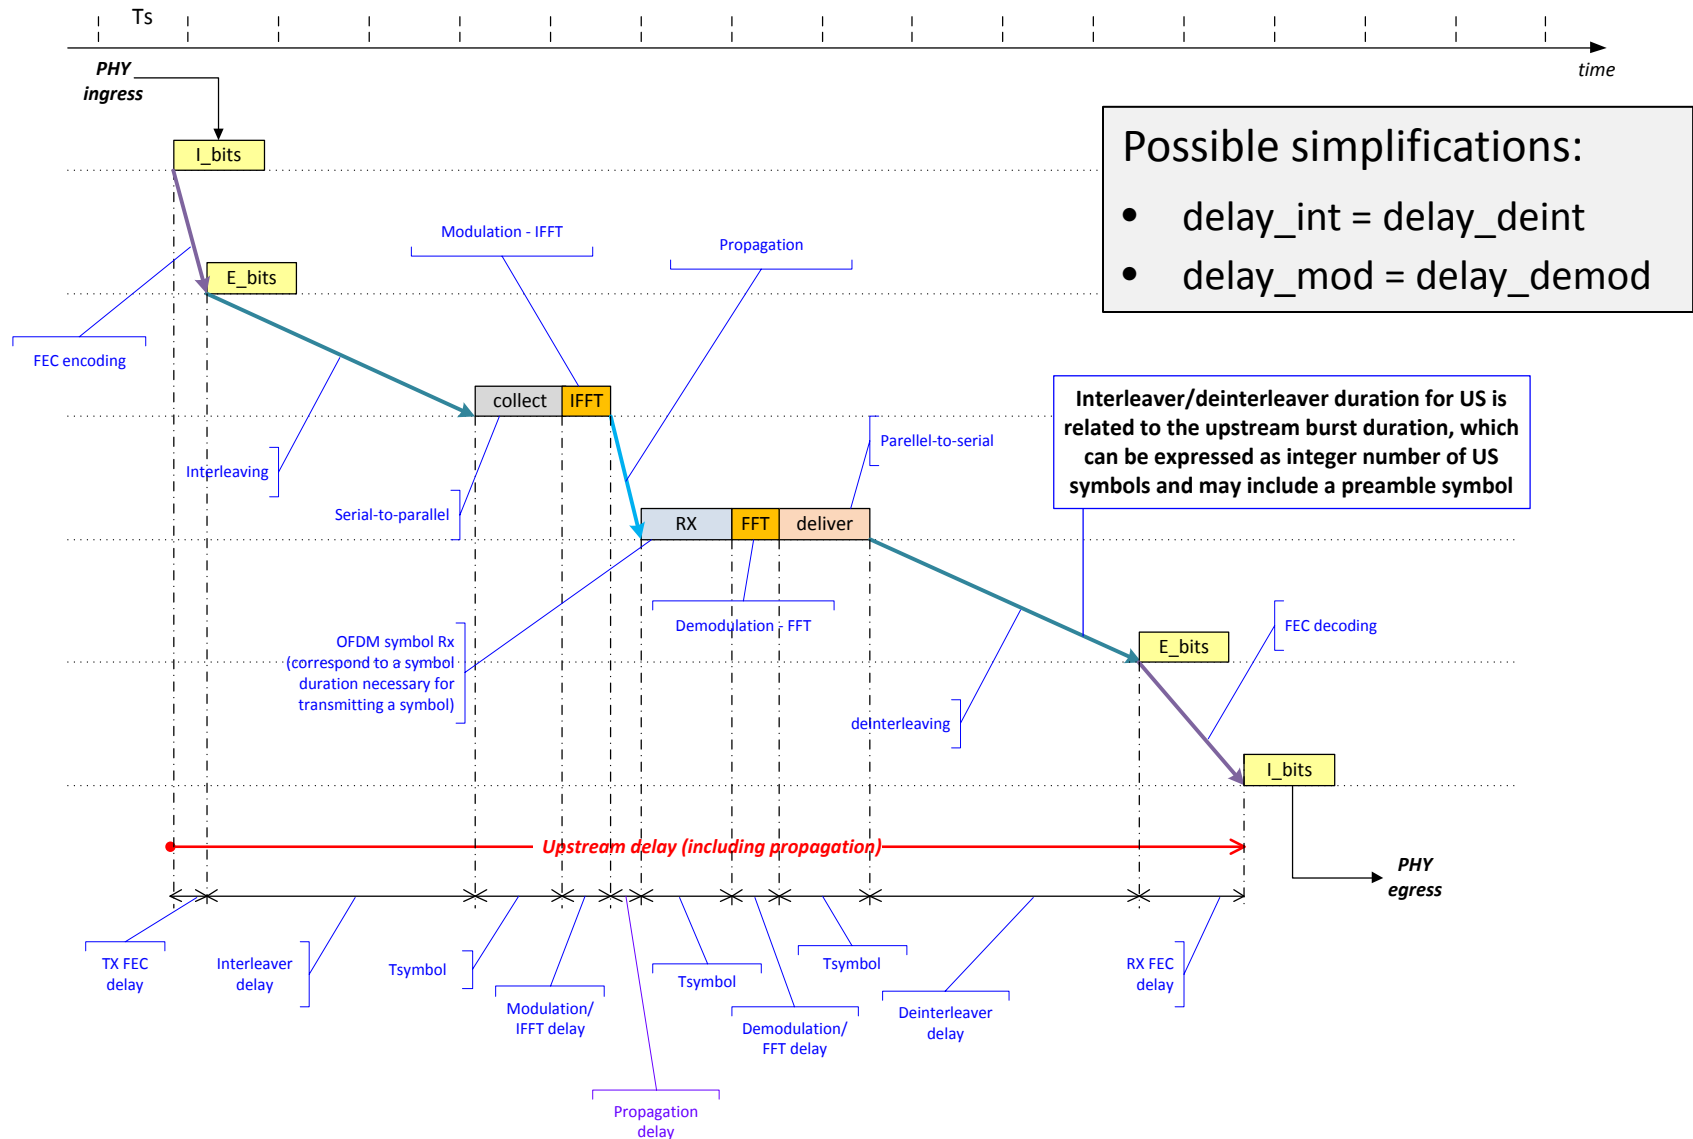 Ts
time
PHY
ingress
I_bits
Possible simplifications:
• delay_int = delay_deint
• delay_mod = delay_demod
Modulation - IFFT
Propagation
E_bits
FEC encoding
collect
IFFT
Interleaver/deinterleaver duration for US is
related to the upstream burst duration, which
can be expressed as integer number of US
symbols and may include a preamble symbol
Parellel-to-serial
Interleaving
Serial-to-parallel
RX
FFT
deliver
OFDM symbol Rx
(correspond to a symbol
duration necessary for
transmitting a symbol)
Demodulation - FFT
FEC decoding
E_bits
deInterleaving
I_bits
Upstream delay (including propagation)
PHY
egress
TX FEC
delay
Interleaver
delay
Tsymbol
Modulation/
IFFT delay
Tsymbol
Demodulation/
FFT delay
Tsymbol
Deinterleaver
delay
RX FEC
delay
Propagation
delay